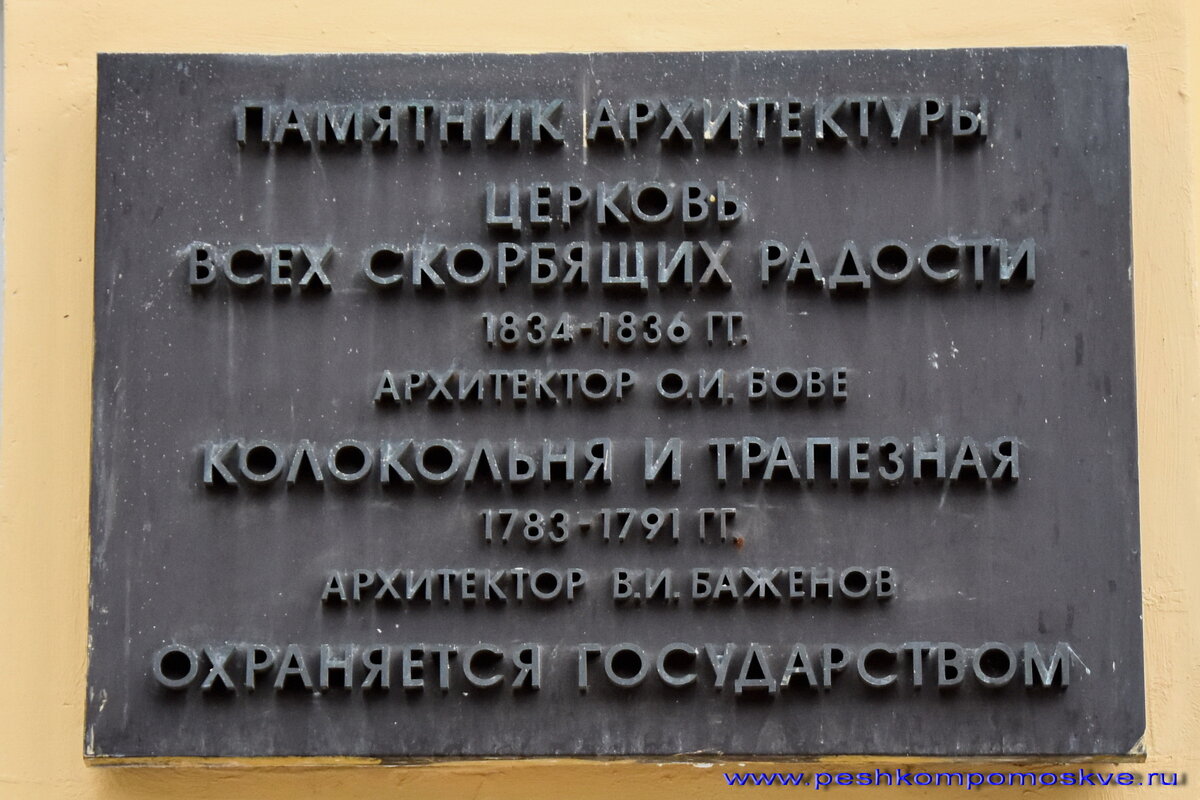 ПАМЯТНИК АРХИТЕКТУРЫ
ЦЕРКОВЬ
ВСЕХ СКОРБЯЩИХ РАДОСТИ
1834-1836 ГГ.
АРХИТЕКТОР О.И. БОВЕ
КОЛОКОЛЬНЯ И ТРАПЕЗНАЯ
1783-1791 ГГ.
АРХИТЕКТОР В.И. БАЖЕНОВ
ОХРАНЯЕТСЯ ГОСУДАРСТВОМ
www.peshkompomoskve.ru